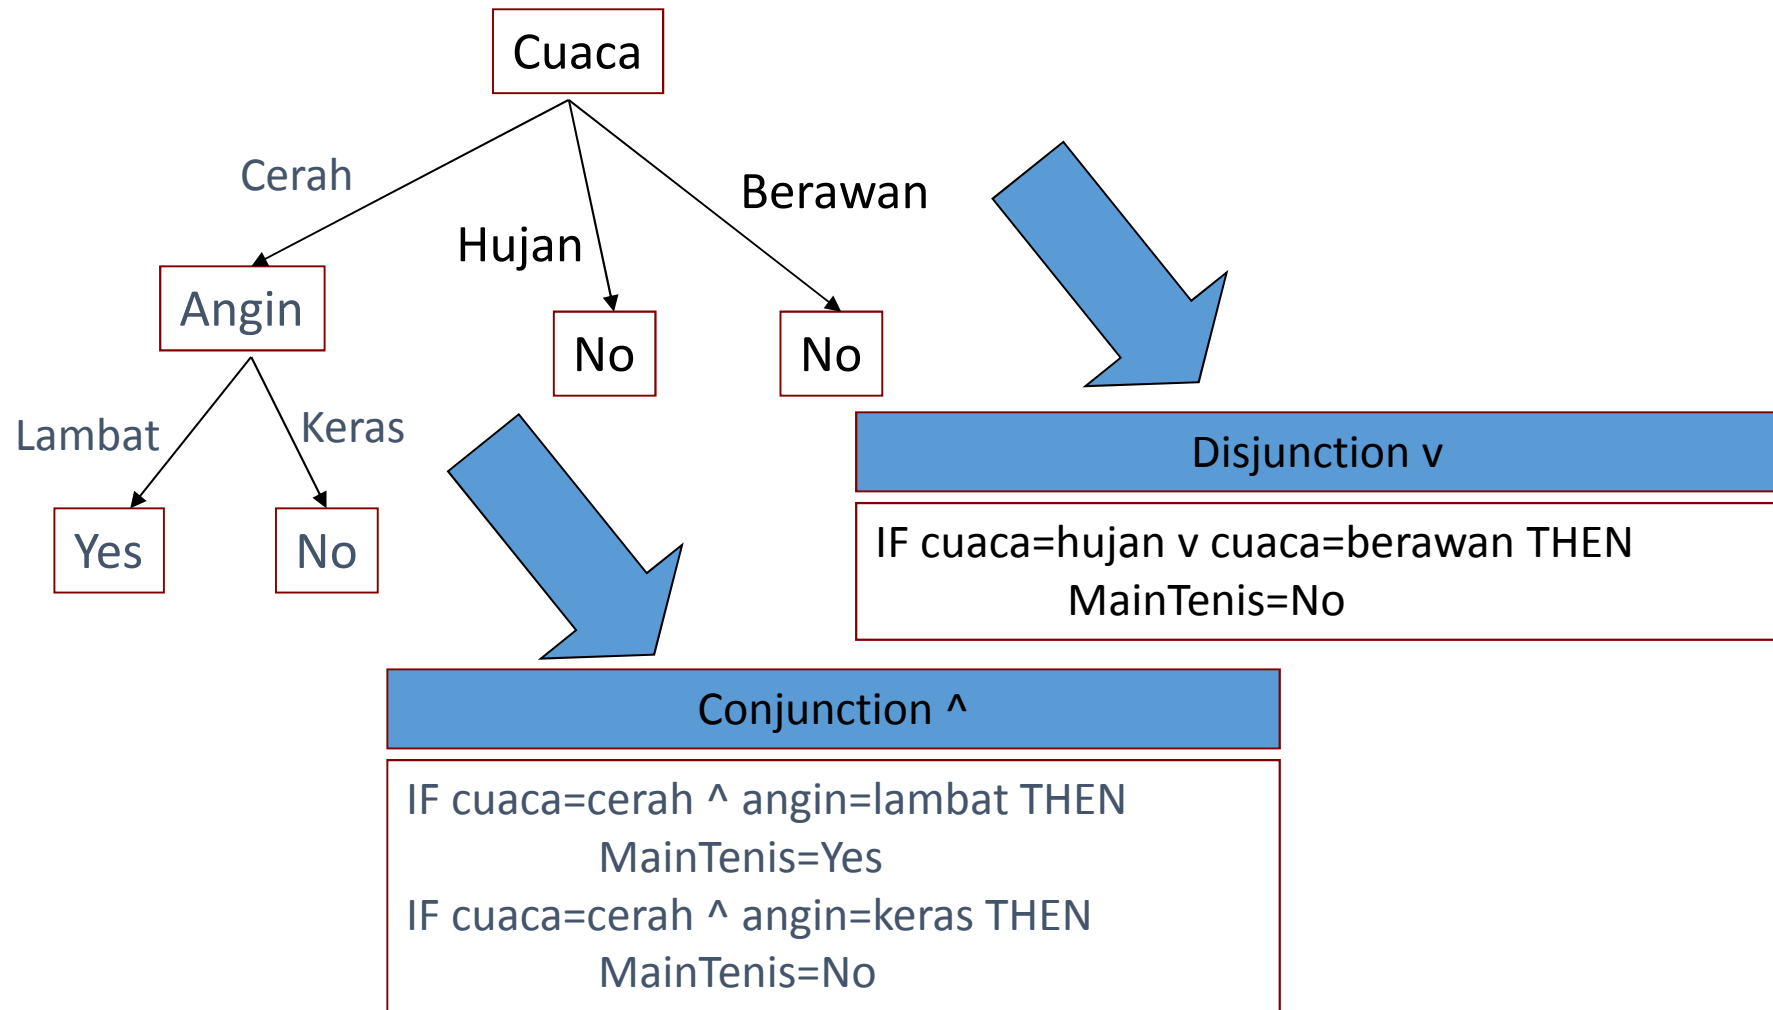 Cuaca
Cerah
Hujan
Berawan
Angin
No
No
Lambat
Keras
Yes
No
Disjunction v
IF cuaca=hujan v cuaca=berawan THEN
MainTenis=No
Conjunction ^
IF cuaca=cerah ^ angin=lambat THEN
MainTenis=Yes
IF cuaca=cerah ^ angin=keras THEN
MainTenis=No